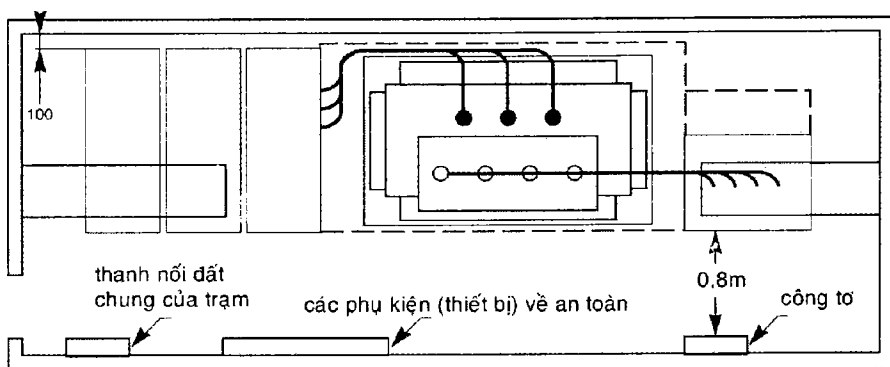 100
thanh nối đất
chung của trạm
các phụ kiện (thiết bị) về an toàn
0,8m
công tơ